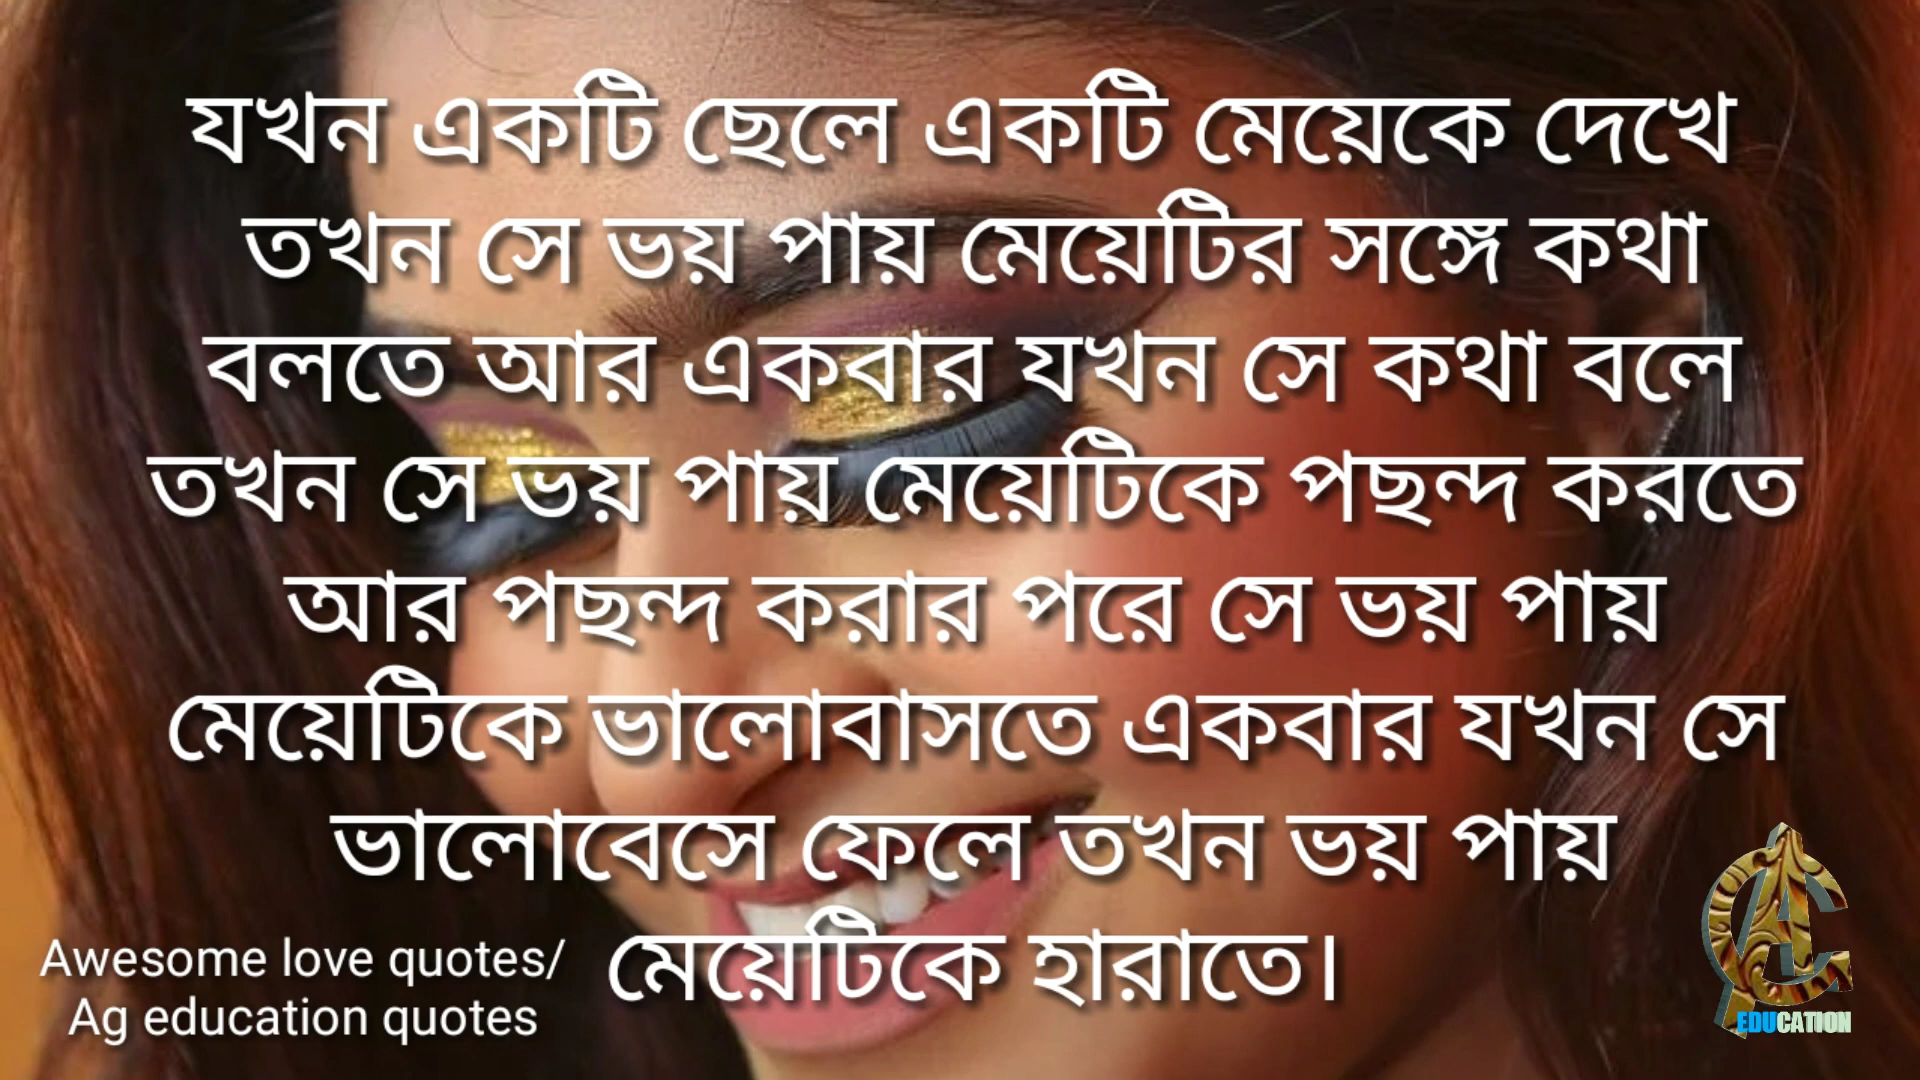 যখন একটি ছেলে একটি মেয়েকে দেখে
তখন সে ভয় পায় মেয়েটির সঙ্গে কথা
বলতে আর একবার যখন সে কথা বলে
তখন সে ভয় পায় মেয়েটিকে পছন্দ করতে
আর পছন্দ করার পরে সে ভয় পায়
মেয়েটিকে ভালোবাসতে একবার যখন সে
ভালোবেসে ফেলে তখন ভয় পায়
মেয়েটিকে হারাতে।
Awesome love quotes/
Ag education quotes
AG
EDUCATION